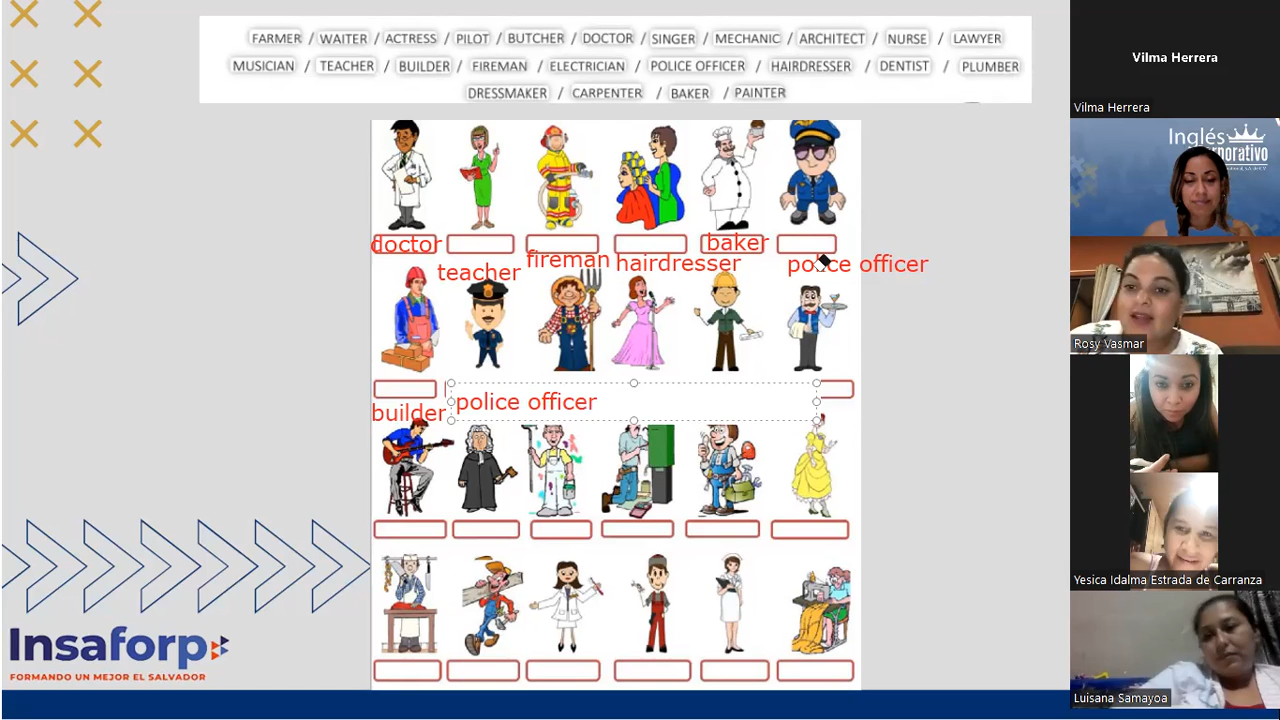 FARMER / WAITER / ACTRESS / PILOT / BUTCHER / DOCTOR / SINGER / MECHANIC / ARCHITECT / NURSE / LAWYER
MUSICIAN / TEACHER / BUILDER / FIREMAN / ELECTRICIAN / POLICE OFFICER / HAIRDRESSER / DENTIST / PLUMBER
DRESSMAKER / CARPENTER / BAKER / PAINTER
doctor
teacher
fireman
hairdresser
baker
police officer
builder
police officer
Insaforp
FORMANDO UN MEJOR EL SALVADOR
Vilma Herrera
Vilma Herrera
Inglés
Rosy Vasmar
Yesica Idalma Estrada de Carranza
Luisana Samayoa